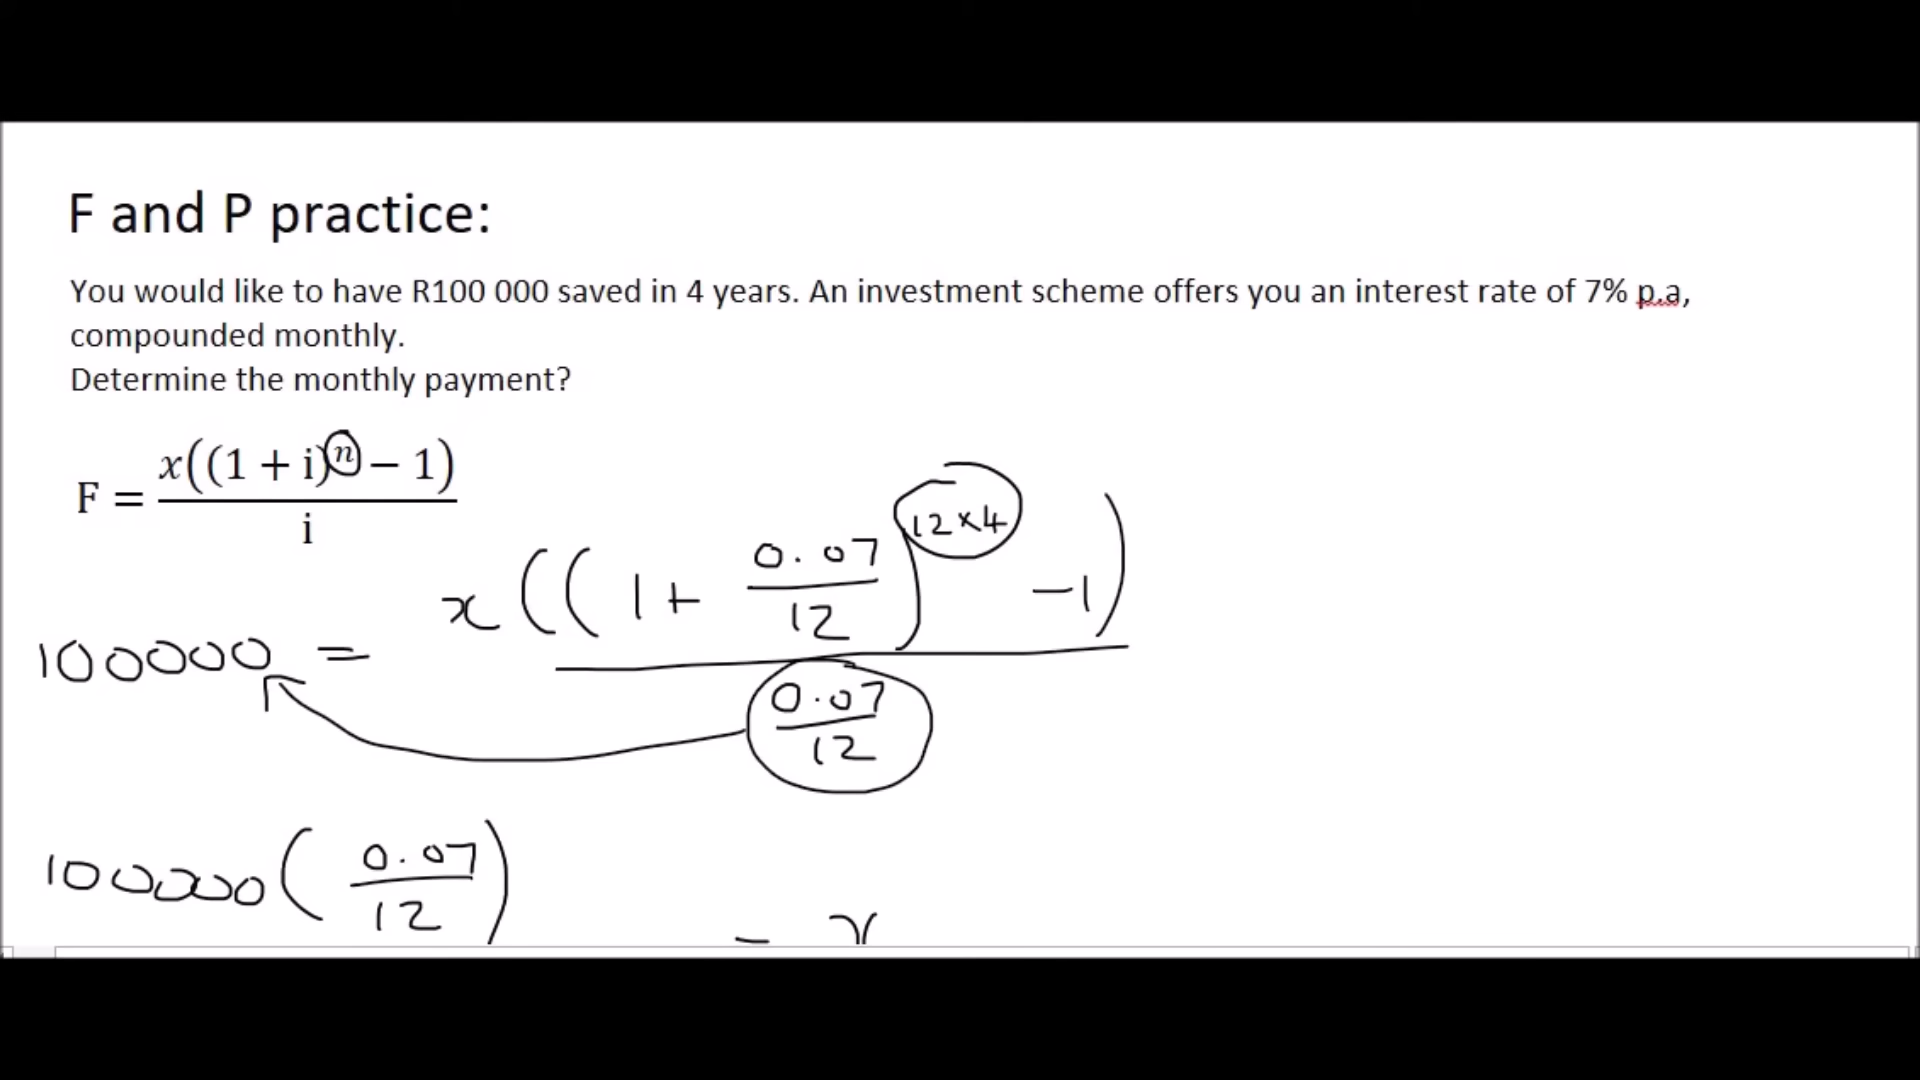 F and P practice:
You would like to have R100 000 saved in 4 years. An investment scheme offers you an interest rate of 7% p.a,
compounded monthly.
Determine the monthly payment?
F = x((1 + i)^n − 1) / i
100000 = x((1 + 0.07/12)^12×4 − 1) / 0.07/12
100000(0.07/12) = x